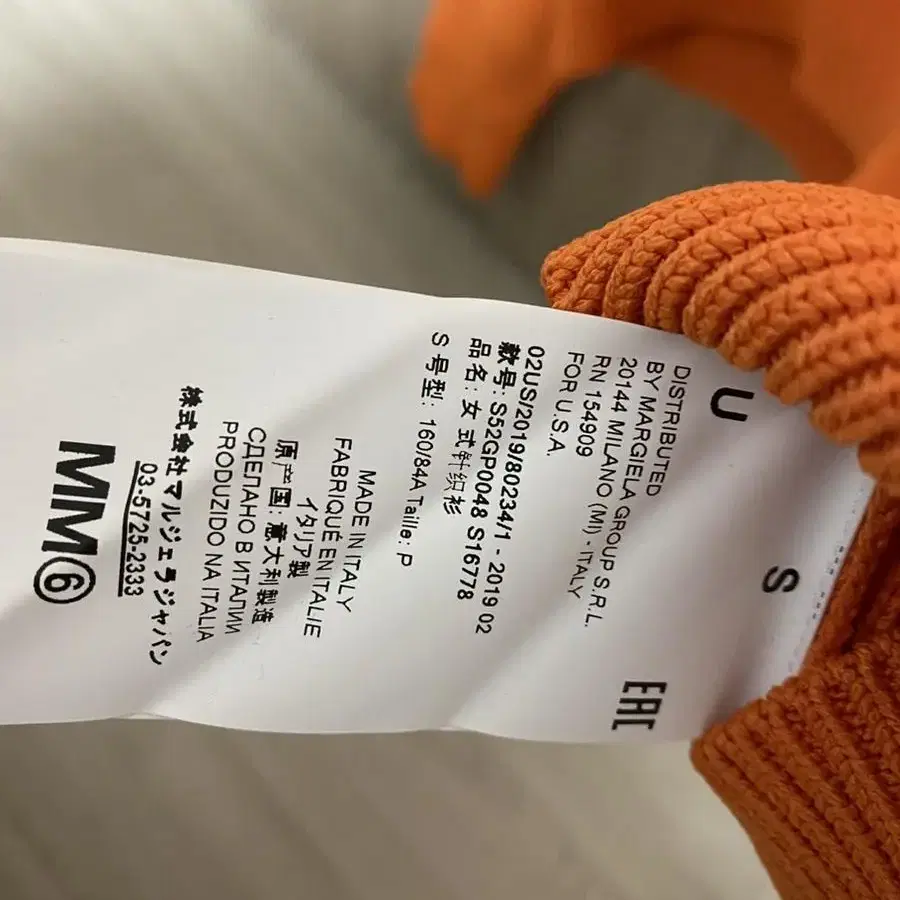 U S
DISTRIBUTED
BY MARGIELA GROUP S.R.L.
20144 MILANO (MI) - ITALY
RN 154909
FOR U.S.A.
EAC
02US/2019/80234/1 - 2019 02
款号: S52GP0048 S16778
品名: 女式针织衫
S 号型: 160/84A Taille: P
MADE IN ITALY
FABRIQUÉ EN ITALIE
イタリア製
原产国: 意大利製造
СДЕЛАНО В ИТАЛИИ
PRODUZIDO NA ITALIA
株式会社マルジェラジャパン
03-5725-2333
MM⑥